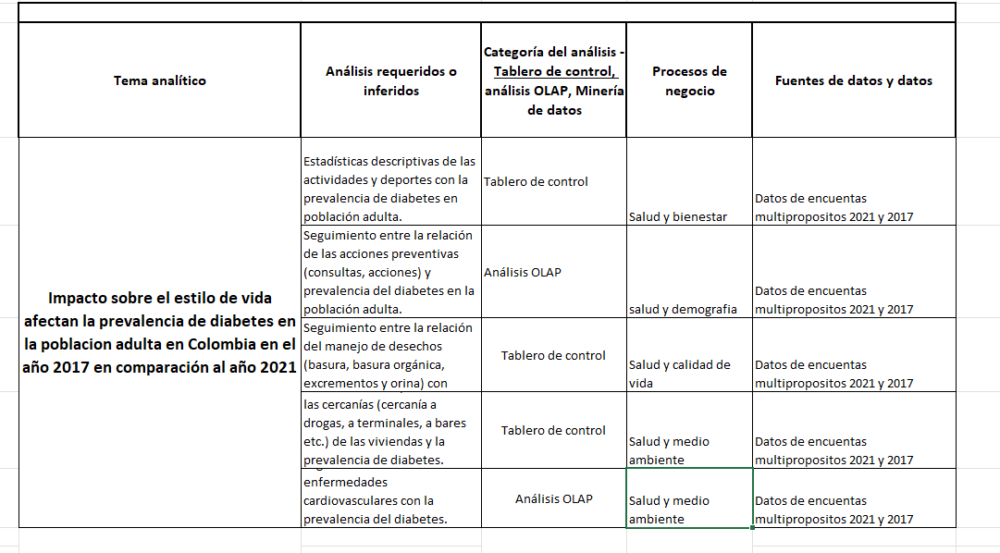 Tema analítico
Análisis requeridos o
inferidos
Categoría del análisis -
Tablero de control,
análisis OLAP, Minería
de datos
Procesos de
negocio
Fuentes de datos y datos
Impacto sobre el estilo de vida
afectan la prevalencia de diabetes en
la poblacion adulta en Colombia en el
año 2017 en comparación al año 2021
Estadísticas descriptivas de las
actividades y deportes con la
prevalencia de diabetes en
población adulta.
Tablero de control
Salud y bienestar
Datos de encuentas
multipropositos 2021 y 2017
Seguimiento entre la relación
de las acciones preventivas
(consultas, acciones) y
prevalencia del diabetes en la
población adulta.
Análisis OLAP
salud y demografia
Datos de encuentas
multipropositos 2021 y 2017
Seguimiento entre la relación
del manejo de desechos
(basura, basura orgánica,
excrementos y orina) con
Tablero de control
Salud y calidad de
vida
Datos de encuentas
multipropositos 2021 y 2017
las cercanías (cercanía a
drogas, a terminales, a bares
etc.) de las viviendas y la
prevalencia de diabetes.
Tablero de control
Salud y medio
ambiente
Datos de encuentas
multipropositos 2021 y 2017
enfermedades
cardiovasculares con la
prevalencia del diabetes.
Análisis OLAP
Salud y medio
ambiente
Datos de encuentas
multipropositos 2021 y 2017